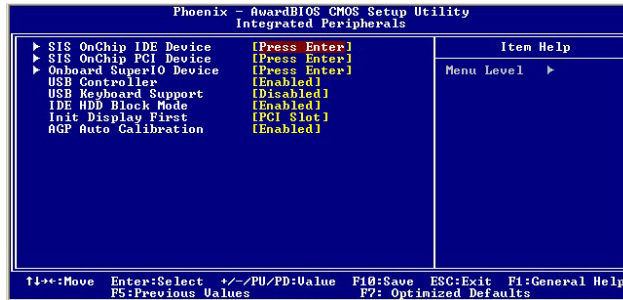 Phoenix - AwardBIOS CMOS Setup Utility
Integrated Peripherals
SIS OnChip IDE Device [Press Enter]
SIS OnChip PCI Device [Press Enter]
Onboard SuperIO Device [Press Enter]
USB Controller [Enabled]
USB Keyboard Support [Disabled]
IDE HDD Block Mode [Enabled]
Init Display First [PCI Slot]
AGP Auto Calibration [Enabled]
Item Help
Menu Level ▶
↑↓→←:Move Enter:Select +/-/PU/PD:Value F10:Save ESC:Exit F1:General Help
F5:Previous Values F7: Optimized Defaults